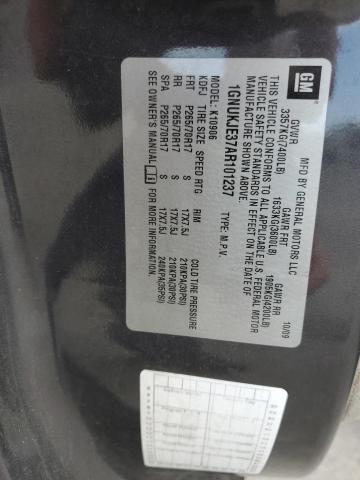 GM
MFD BY GENERAL MOTORS LLC
10/09
GVWR
GAWR FRT
GAWR RR
3357KG(7400LB)
1633KG(3600LB)
1905KG(4200LB)
THIS VEHICLE CONFORMS TO ALL APPLICABLE U.S. FEDERAL MOTOR
VEHICLE SAFETY STANDARDS IN EFFECT ON THE DATE OF
MANUFACTURE SHOWN ABOVE.
1GNUKJE37AR101237 TYPE: M.P.V.
MODEL: K10906
KDFJ TIRE SIZE SPEED RTG RIM COLD TIRE PRESSURE
FRT P265/70R17 S 17X7.5J 210KPA(30PSI)
RR P265/70R17 S 17X7.5J 210KPA(30PSI)
SPA P265/70R17 S 17X7.5J 240KPA(35PSI)
SEE OWNER'S MANUAL